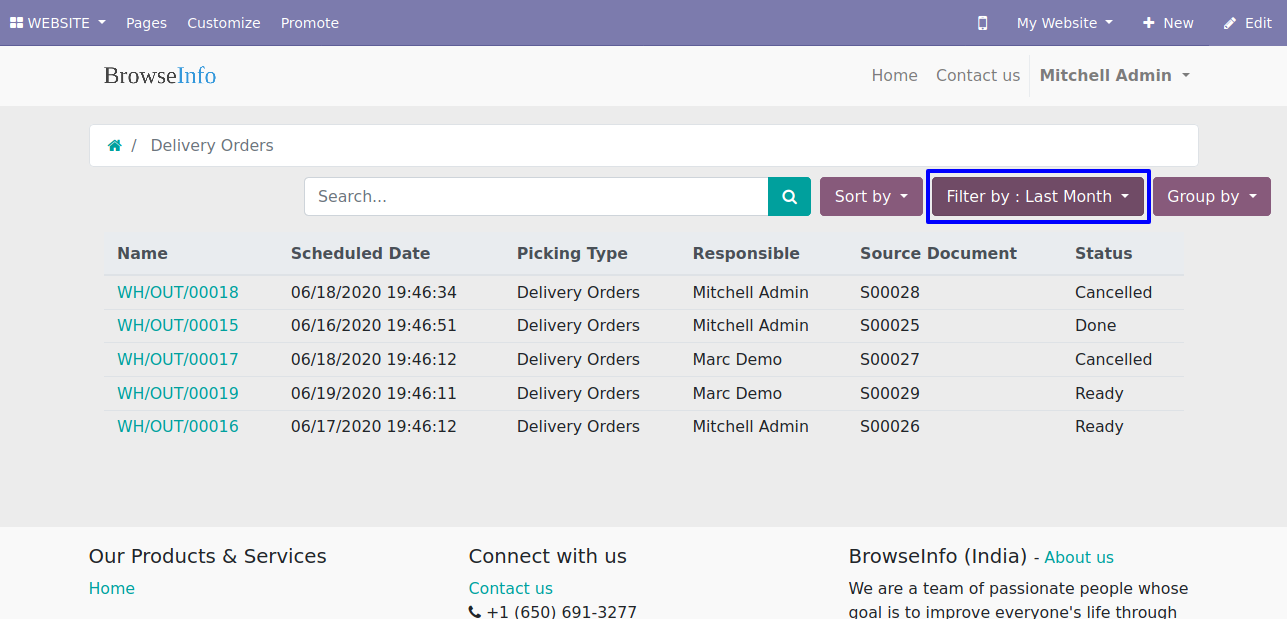 WEBSITE Pages Customize Promote My Website New Edit
BrowseInfo Home Contact us Mitchell Admin
/ Delivery Orders
Search... Sort by Filter by : Last Month Group by
Name Scheduled Date Picking Type Responsible Source Document Status
WH/OUT/00018 06/18/2020 19:46:34 Delivery Orders Mitchell Admin S00028 Cancelled
WH/OUT/00015 06/16/2020 19:46:51 Delivery Orders Mitchell Admin S00025 Done
WH/OUT/00017 06/18/2020 19:46:12 Delivery Orders Marc Demo S00027 Cancelled
WH/OUT/00019 06/19/2020 19:46:11 Delivery Orders Marc Demo S00029 Ready
WH/OUT/00016 06/17/2020 19:46:12 Delivery Orders Mitchell Admin S00026 Ready
Our Products & Services
Home
Connect with us
Contact us
+1 (650) 691-3277
BrowseInfo (India) - About us
We are a team of passionate people whose
goal is to improve everyone's life through